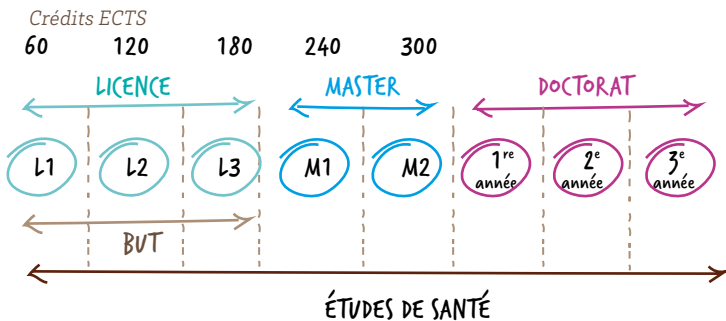 Crédits ECTS
60 120 180 240 300
LICENCE MASTER DOCTORAT
L1 L2 L3 M1 M2 1re année 2e année 3e année
BUT
ÉTUDES DE SANTÉ